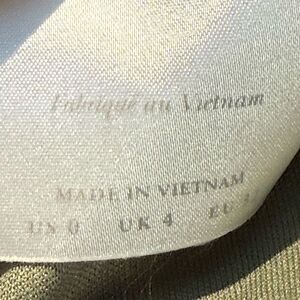 Fabriqué au Vietnam
MADE IN VIETNAM
US 0 UK 4 EU